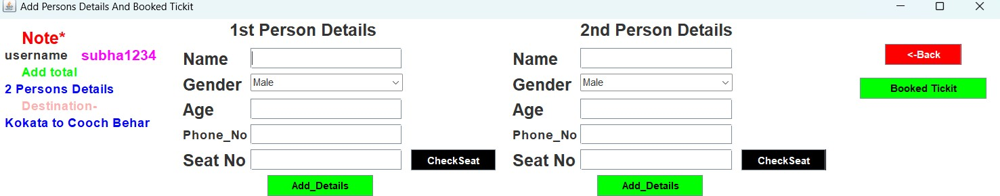 Add Persons Details And Booked Tickit
Note*
username subha1234
Add total
2 Persons Details
Destination-
Kokata to Cooch Behar
1st Person Details
Name
Gender Male
Age
Phone_No
Seat No CheckSeat
Add_Details
2nd Person Details
Name
Gender Male
Age
Phone_No
Seat No CheckSeat
Add_Details
<-Back
Booked Tickit